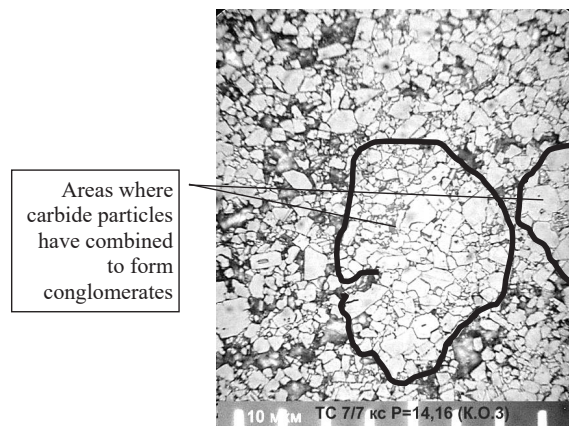 Areas where
carbide particles
have combined
to form
conglomerates
10 мкм ТС 7/7 кс Р=14,16 (К.О.3)